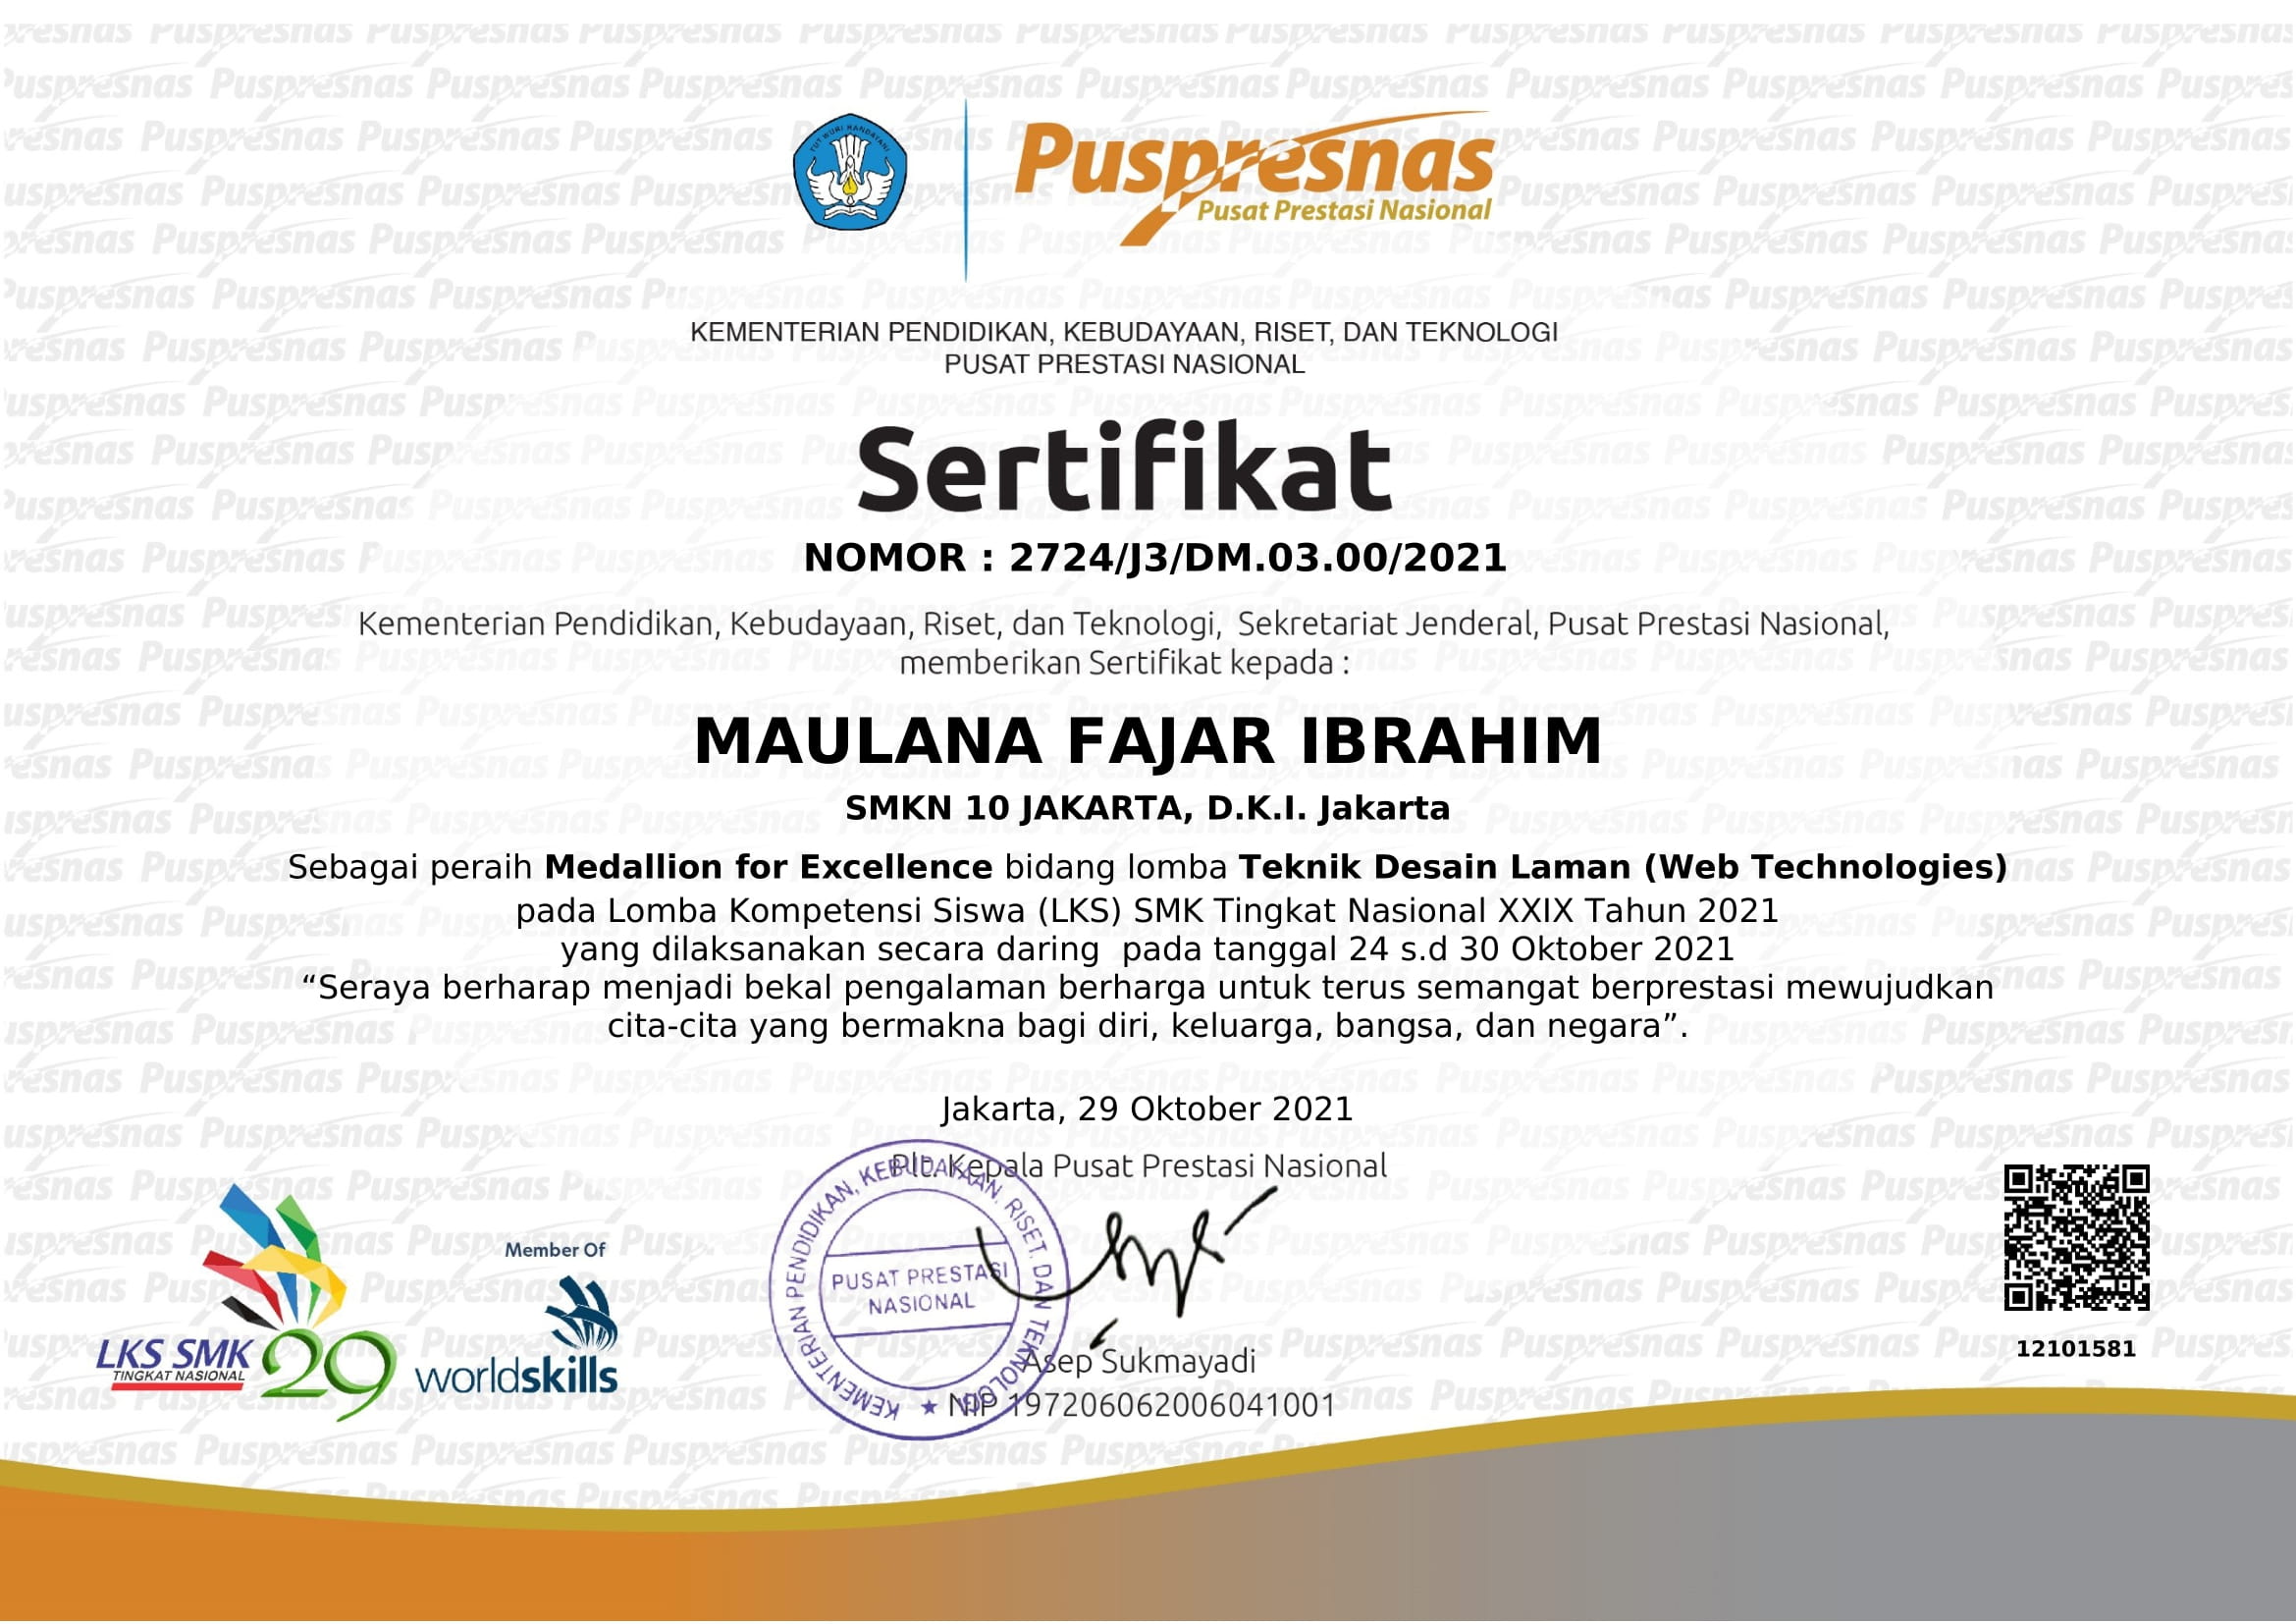 TUT WURI HANDAYANI
Puspresnas
Pusat Prestasi Nasional
KEMENTERIAN PENDIDIKAN, KEBUDAYAAN, RISET, DAN TEKNOLOGI
PUSAT PRESTASI NASIONAL
Sertifikat
NOMOR : 2724/J3/DM.03.00/2021
Kementerian Pendidikan, Kebudayaan, Riset, dan Teknologi, Sekretariat Jenderal, Pusat Prestasi Nasional,
memberikan Sertifikat kepada :
MAULANA FAJAR IBRAHIM
SMKN 10 JAKARTA, D.K.I. Jakarta
Sebagai peraih Medallion for Excellence bidang lomba Teknik Desain Laman (Web Technologies)
pada Lomba Kompetensi Siswa (LKS) SMK Tingkat Nasional XXIX Tahun 2021
yang dilaksanakan secara daring pada tanggal 24 s.d 30 Oktober 2021
“Seraya berharap menjadi bekal pengalaman berharga untuk terus semangat berprestasi mewujudkan
cita-cita yang bermakna bagi diri, keluarga, bangsa, dan negara”.
Jakarta, 29 Oktober 2021
Plt. Kepala Pusat Prestasi Nasional
KEMENTERIAN PENDIDIKAN, KEBUDAYAAN, RISET, DAN TEKNOLOGI
PUSAT PRESTASI
NASIONAL
Asep Sukmayadi
NIP 197206062006041001
LKS SMK 29
TINGKAT NASIONAL
Member Of
worldskills
12101581